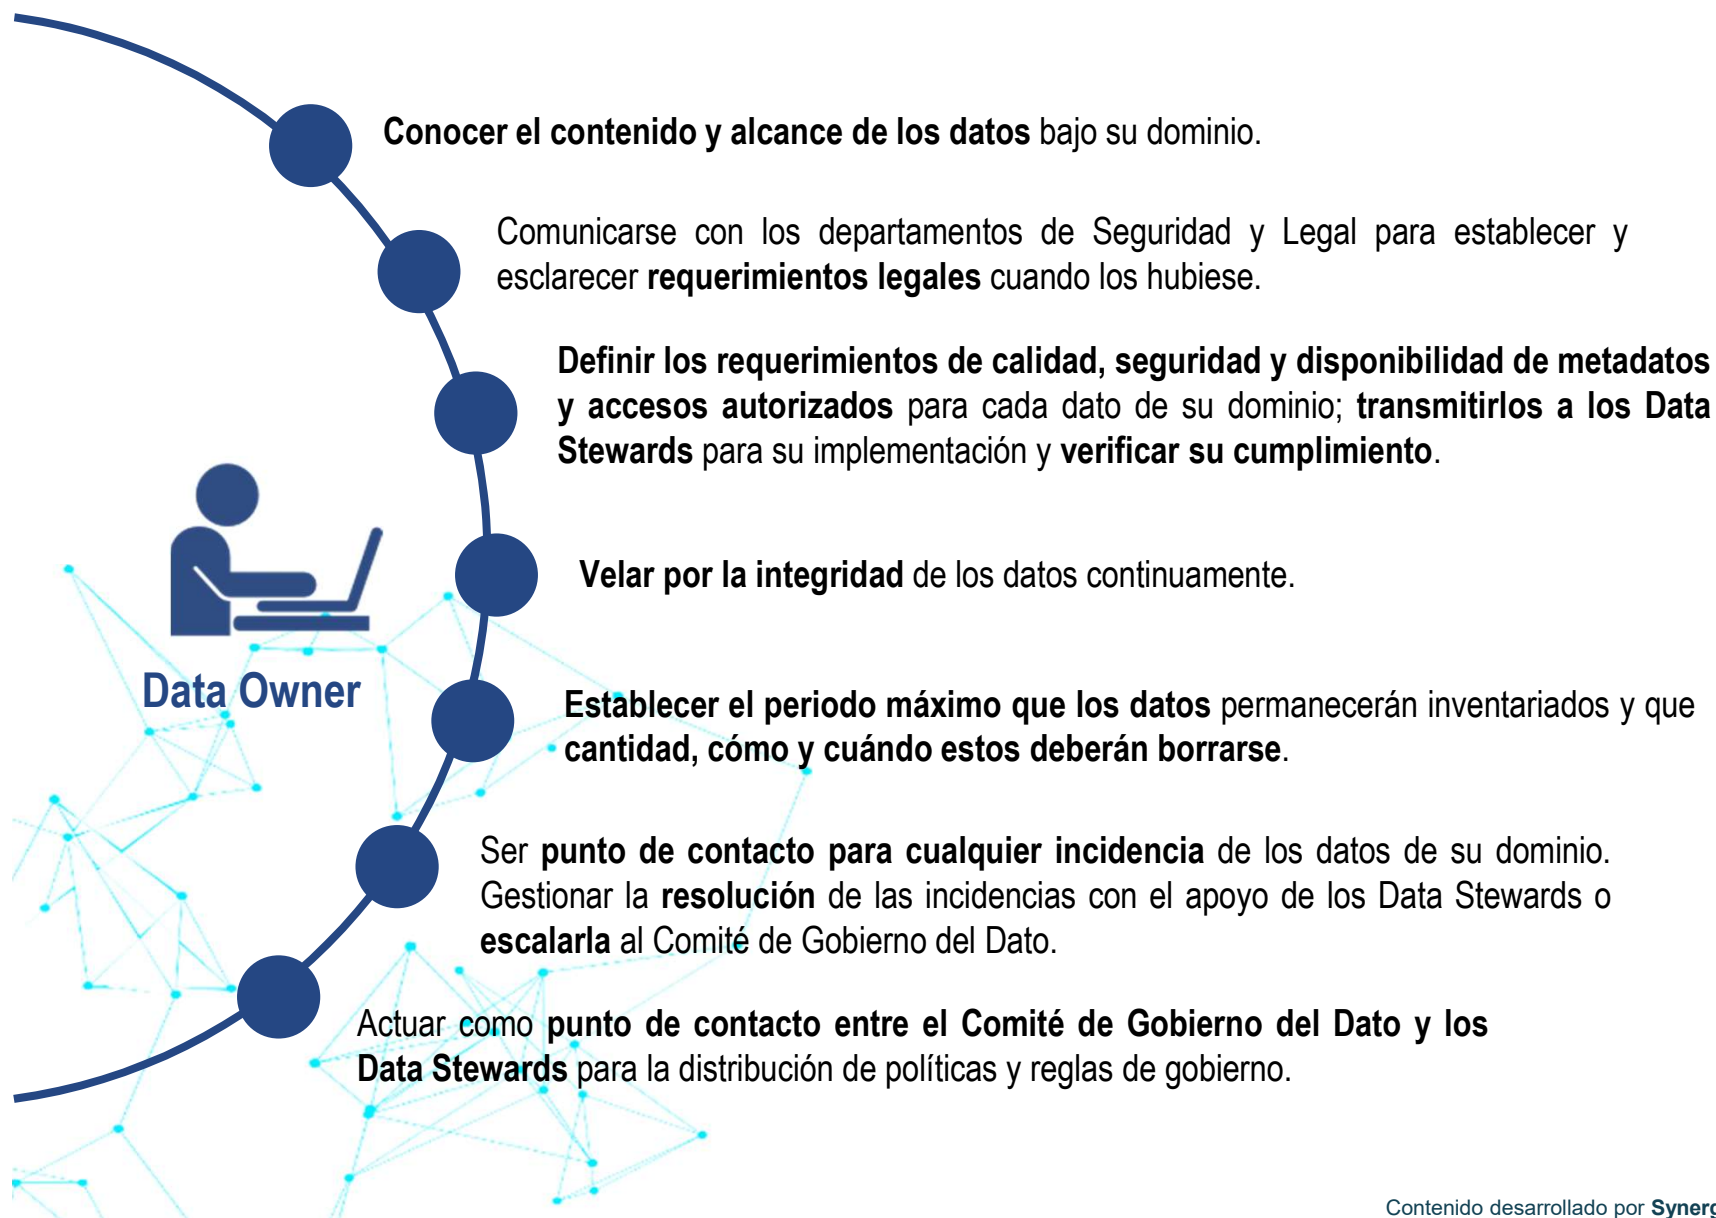 Conocer el contenido y alcance de los datos bajo su dominio.
Comunicarse con los departamentos de Seguridad y Legal para establecer y
esclarecer requerimientos legales cuando los hubiese.
Definir los requerimientos de calidad, seguridad y disponibilidad de metadatos
y accesos autorizados para cada dato de su dominio; transmitirlos a los Data
Stewards para su implementación y verificar su cumplimiento.
Velar por la integridad de los datos continuamente.
Data Owner
Establecer el periodo máximo que los datos permanecerán inventariados y que
cantidad, cómo y cuándo estos deberán borrarse.
Ser punto de contacto para cualquier incidencia de los datos de su dominio.
Gestionar la resolución de las incidencias con el apoyo de los Data Stewards o
escalarla al Comité de Gobierno del Dato.
Actuar como punto de contacto entre el Comité de Gobierno del Dato y los
Data Stewards para la distribución de políticas y reglas de gobierno.
Contenido desarrollado por